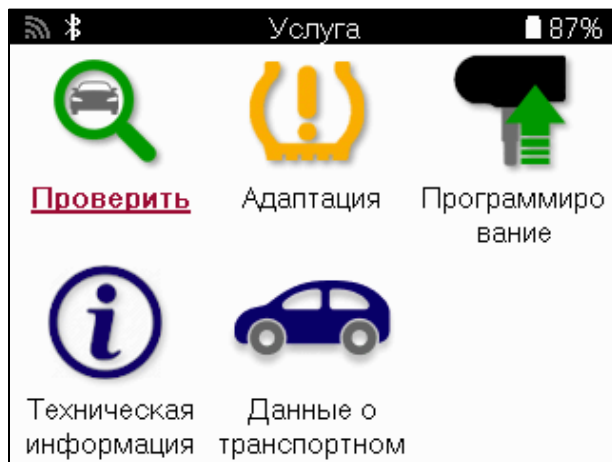 Услуга 87%
Проверить Адаптация Программиро
вание
Техническая Данные о
информация транспортном